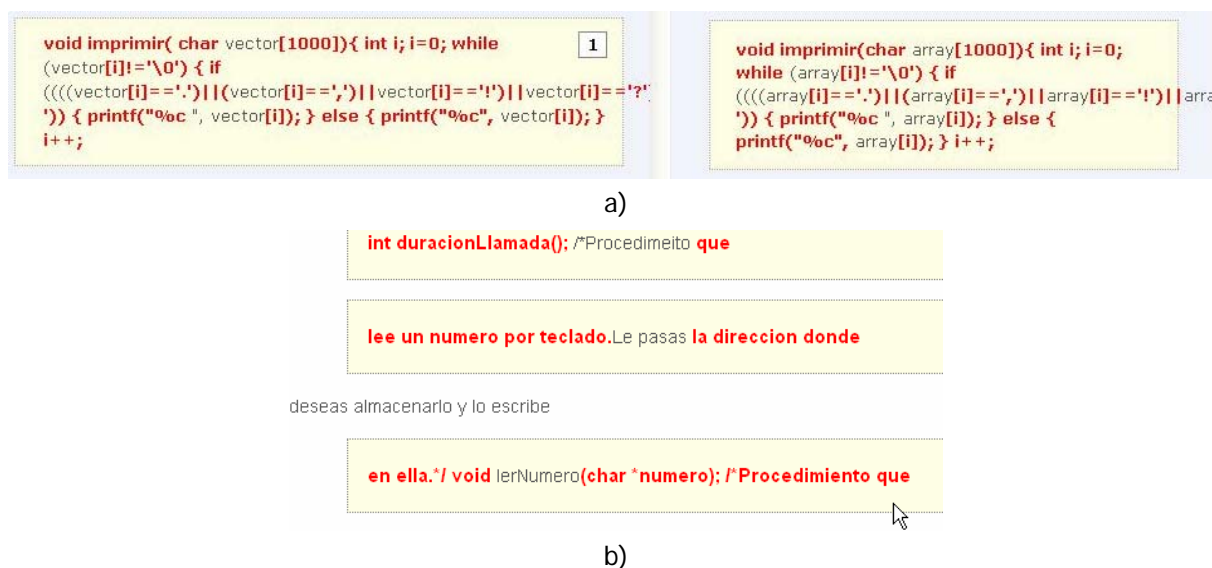 void imprimir( char vector[1000]){ int i; i=0; while
1
(vector[i]!='\0') { if
((((vector[i]=='.')||(vector[i]==',')||vector[i]=='!')||vector[i]=='?'
')) { printf("%c ", vector[i]); } else { printf("%c", vector[i]); }
i++;
void imprimir(char array[1000]){ int i; i=0;
while (array[i]!='\0') { if
((((array[i]=='.')||(array[i]==',')||array[i]=='!')||arra
')) { printf("%c ", array[i]); } else {
printf("%c", array[i]); } i++;
a)
int duracionLlamada(); /*Procedimeito que
lee un numero por teclado.Le pasas la direccion donde
deseas almacenarlo y lo escribe
en ella.*/ void lerNumero(char *numero); /*Procedimiento que
b)